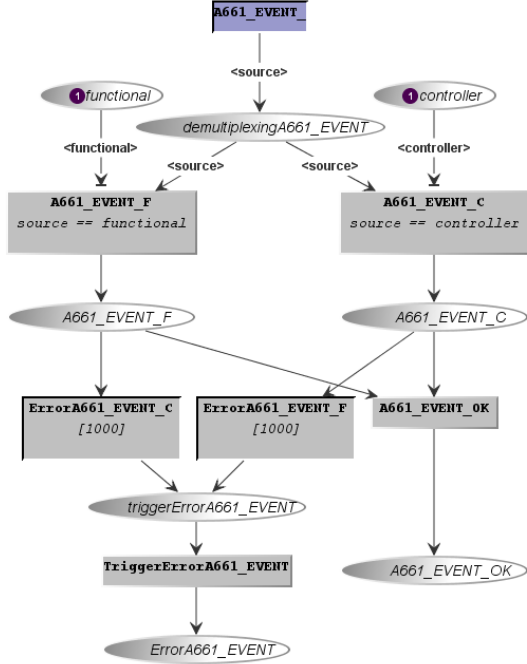 A661_EVENT_
<source>
1 functional
1 controller
demultiplexingA661_EVENT
<functional>
<source>
<source>
<controller>
A661_EVENT_F
source == functional
A661_EVENT_C
source == controller
A661_EVENT_F
A661_EVENT_C
ErrorA661_EVENT_C
[1000]
ErrorA661_EVENT_F
[1000]
A661_EVENT_OK
triggerErrorA661_EVENT
TriggerErrorA661_EVENT
A661_EVENT_OK
ErrorA661_EVENT